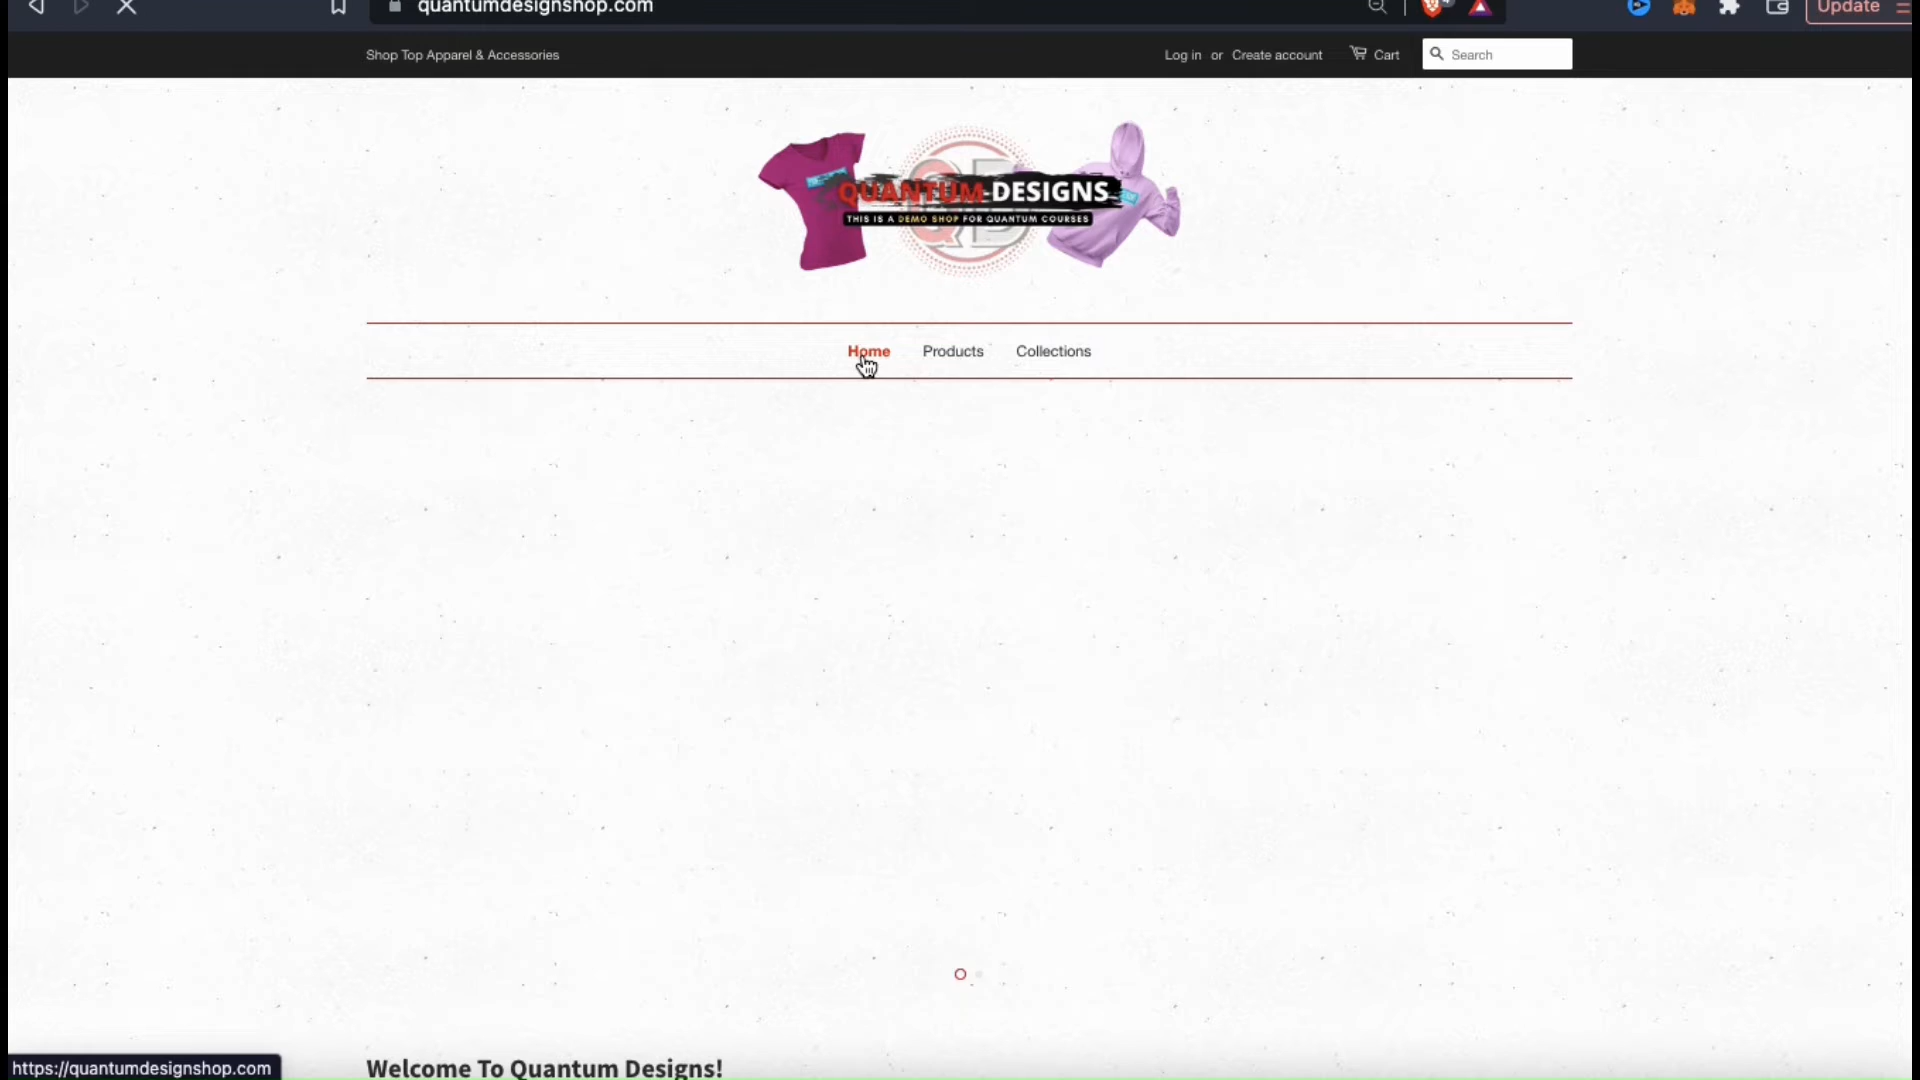 quantumdesignshop.com
Update
Shop Top Apparel & Accessories
Log in or Create account Cart Search
QUANTUM DESIGNS
THIS IS A DEMO SHOP FOR QUANTUM COURSES
Home Products Collections
Welcome To Quantum Designs!
https://quantumdesignshop.com